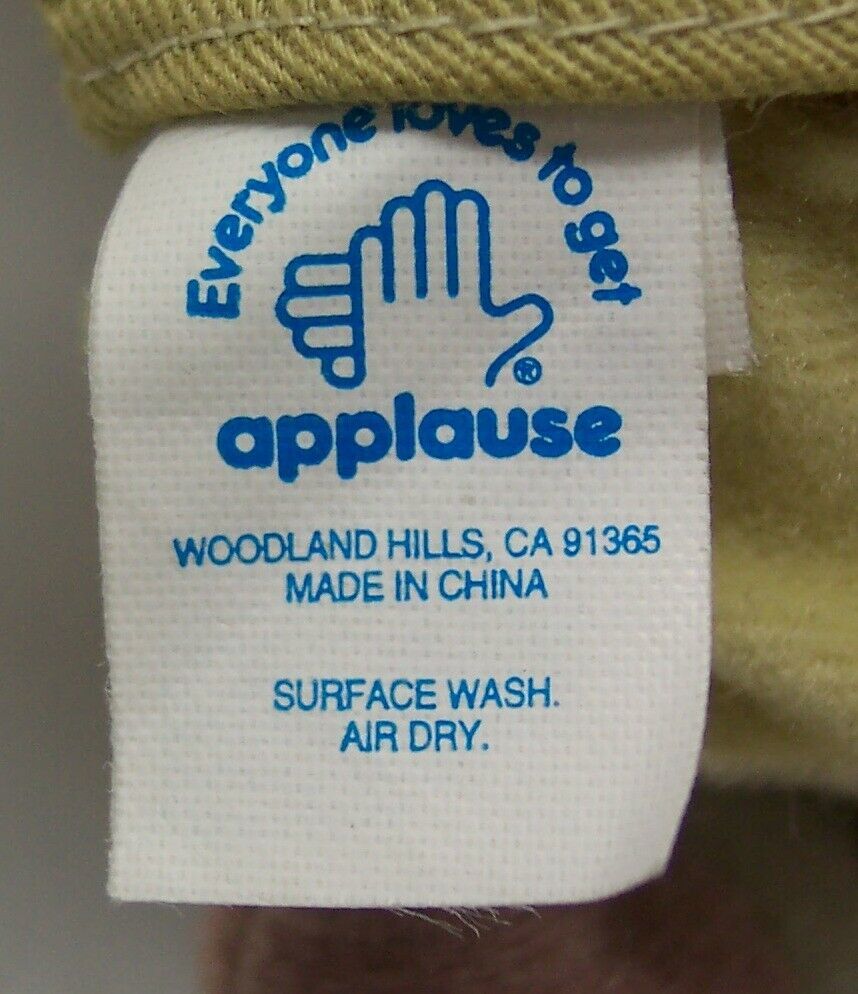 Everyone loves to get
®
applause
WOODLAND HILLS, CA 91365
MADE IN CHINA
SURFACE WASH.
AIR DRY.